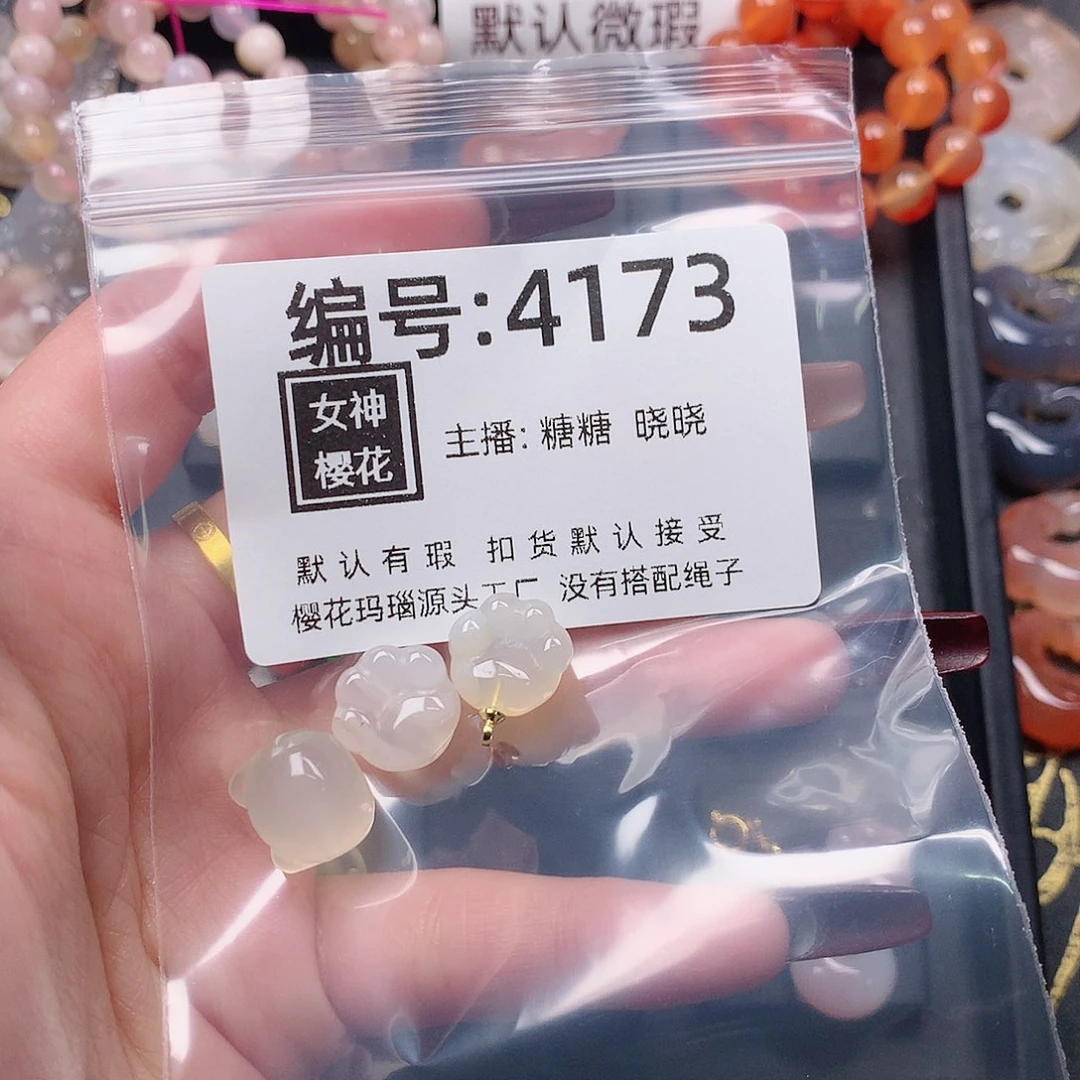 默认微瑕
编号:4173
女神
樱花
主播: 糖糖 晓晓
默认有瑕 扣货默认接受
樱花玛瑙源头工厂 没有搭配绳子